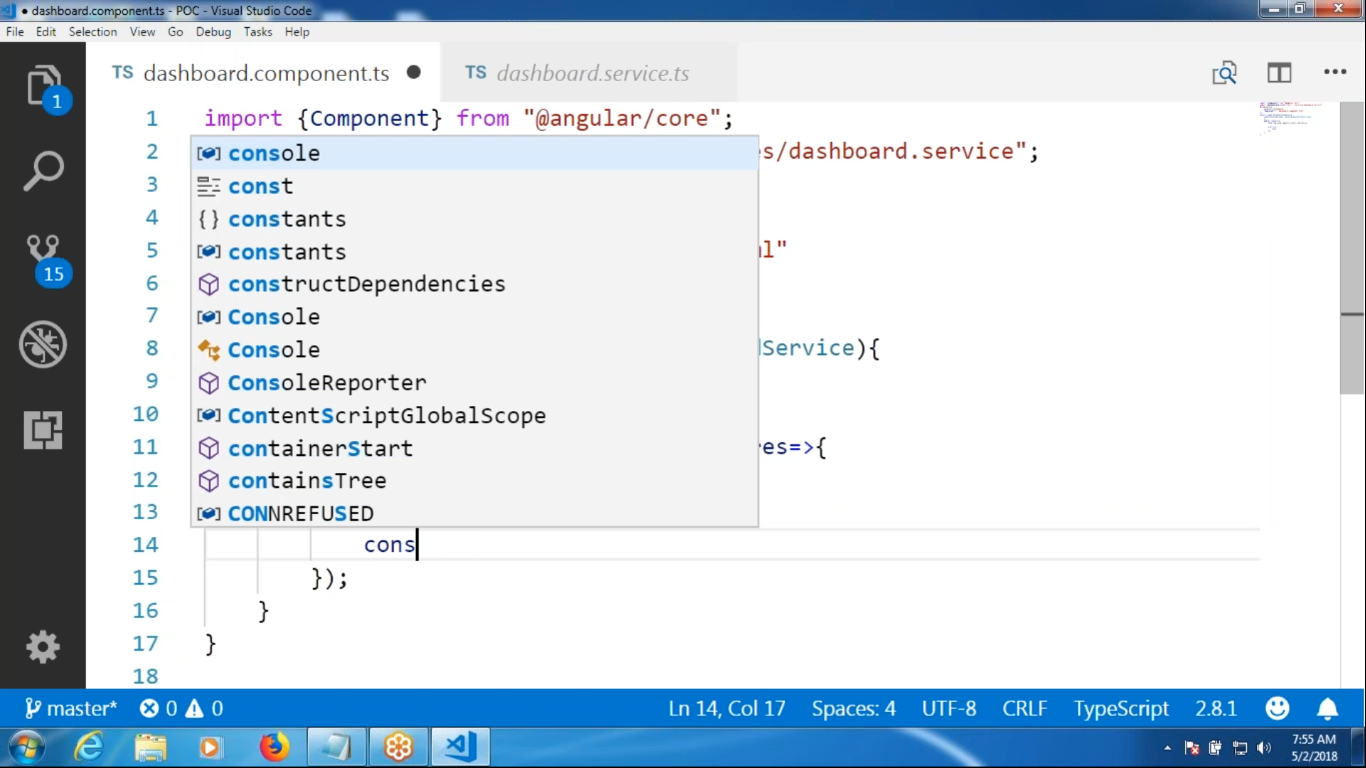 ● dashboard.component.ts - POC - Visual Studio Code
File Edit Selection View Go Debug Tasks Help
TS dashboard.component.ts ● TS dashboard.service.ts
1
15
1 import {Component} from "@angular/core";
2 s/dashboard.service";
3
4
5 "
6
7
8 Service){
9
10
11 es=>{
12
13
console
const
constants
constants
constructDependencies
Console
Console
ConsoleReporter
ContentScriptGlobalScope
containerStart
containsTree
CONNREFUSED
14 cons
15 });
16 }
17 }
18
master* 0 0 Ln 14, Col 17 Spaces: 4 UTF-8 CRLF TypeScript 2.8.1
7:55 AM
5/2/2018